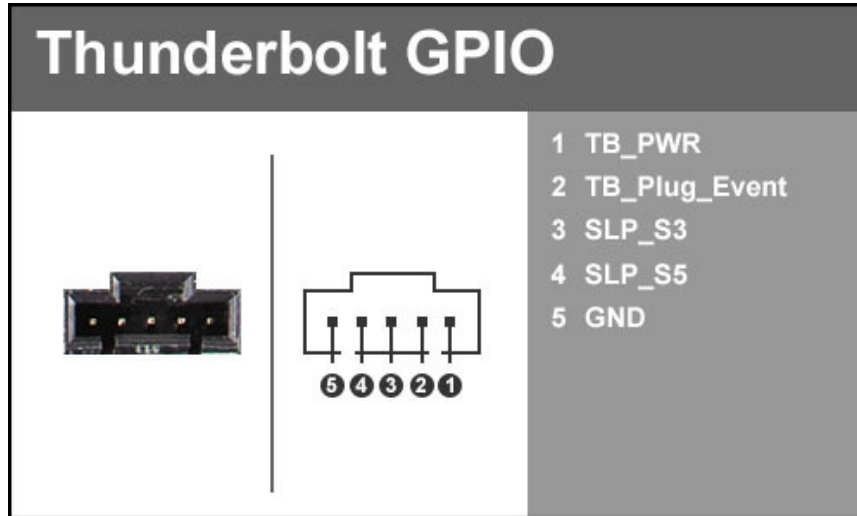 Thunderbolt GPIO
1 TB_PWR
2 TB_Plug_Event
3 SLP_S3
4 SLP_S5
5 GND
5 4 3 2 1